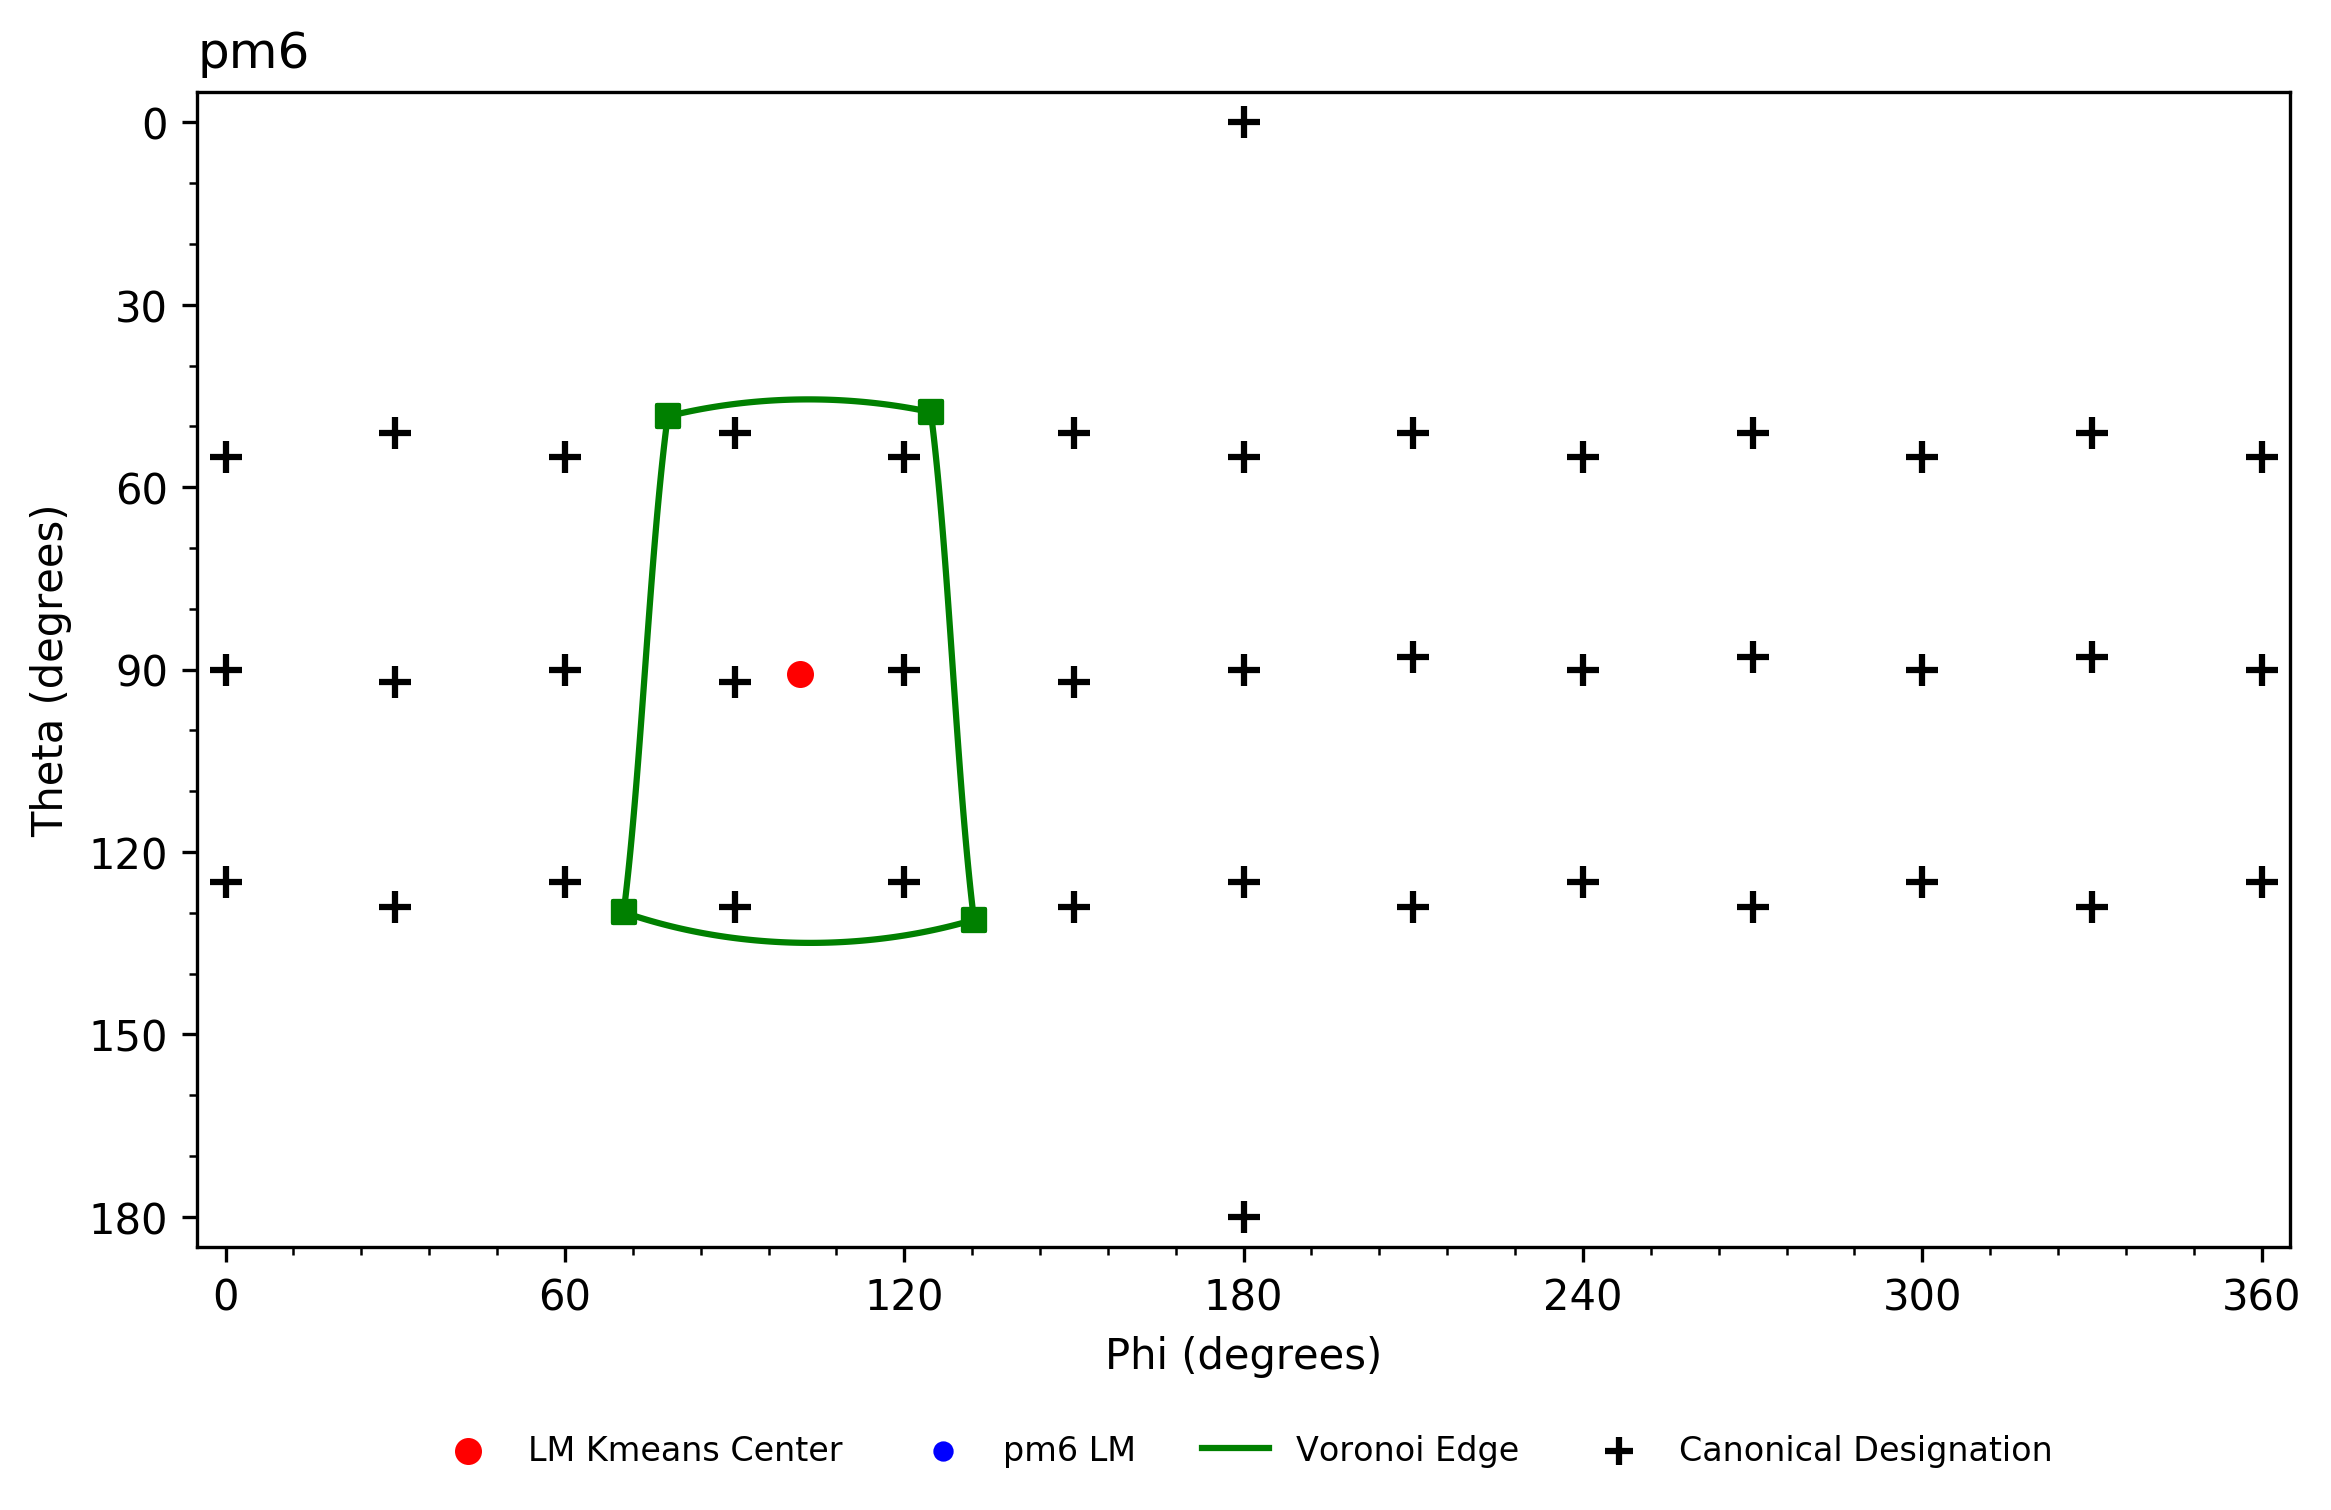 pm6
0
30
60
90
120
150
180
Theta (degrees)
0 60 120 180 240 300 360
Phi (degrees)
LM Kmeans Center pm6 LM Voronoi Edge Canonical Designation